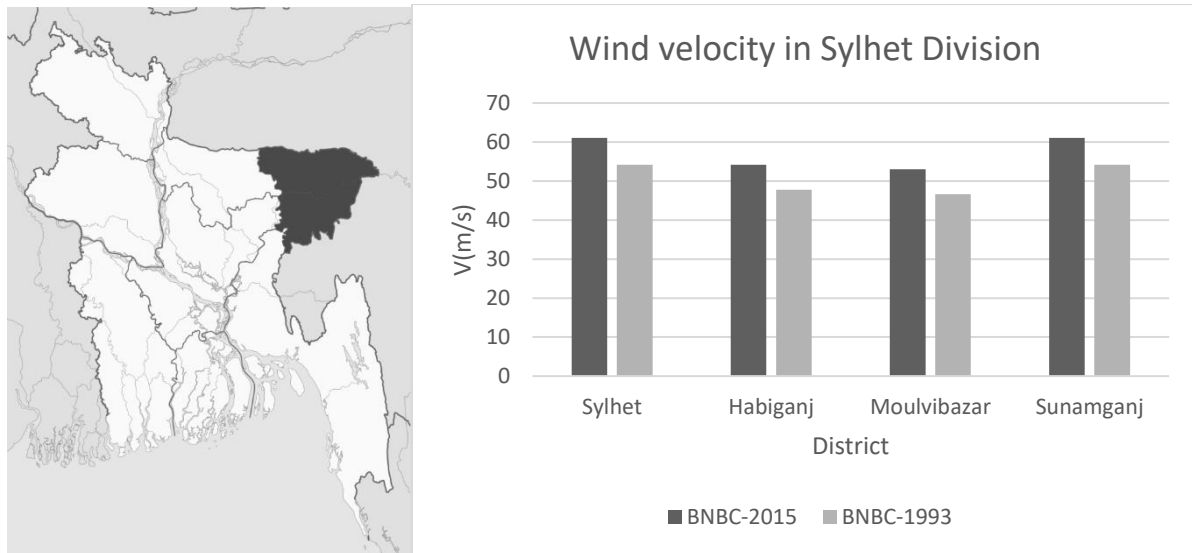 Wind velocity in Sylhet Division
V(m/s)
70
60
50
40
30
20
10
0
Sylhet Habiganj Moulvibazar Sunamganj
District
BNBC-2015 BNBC-1993